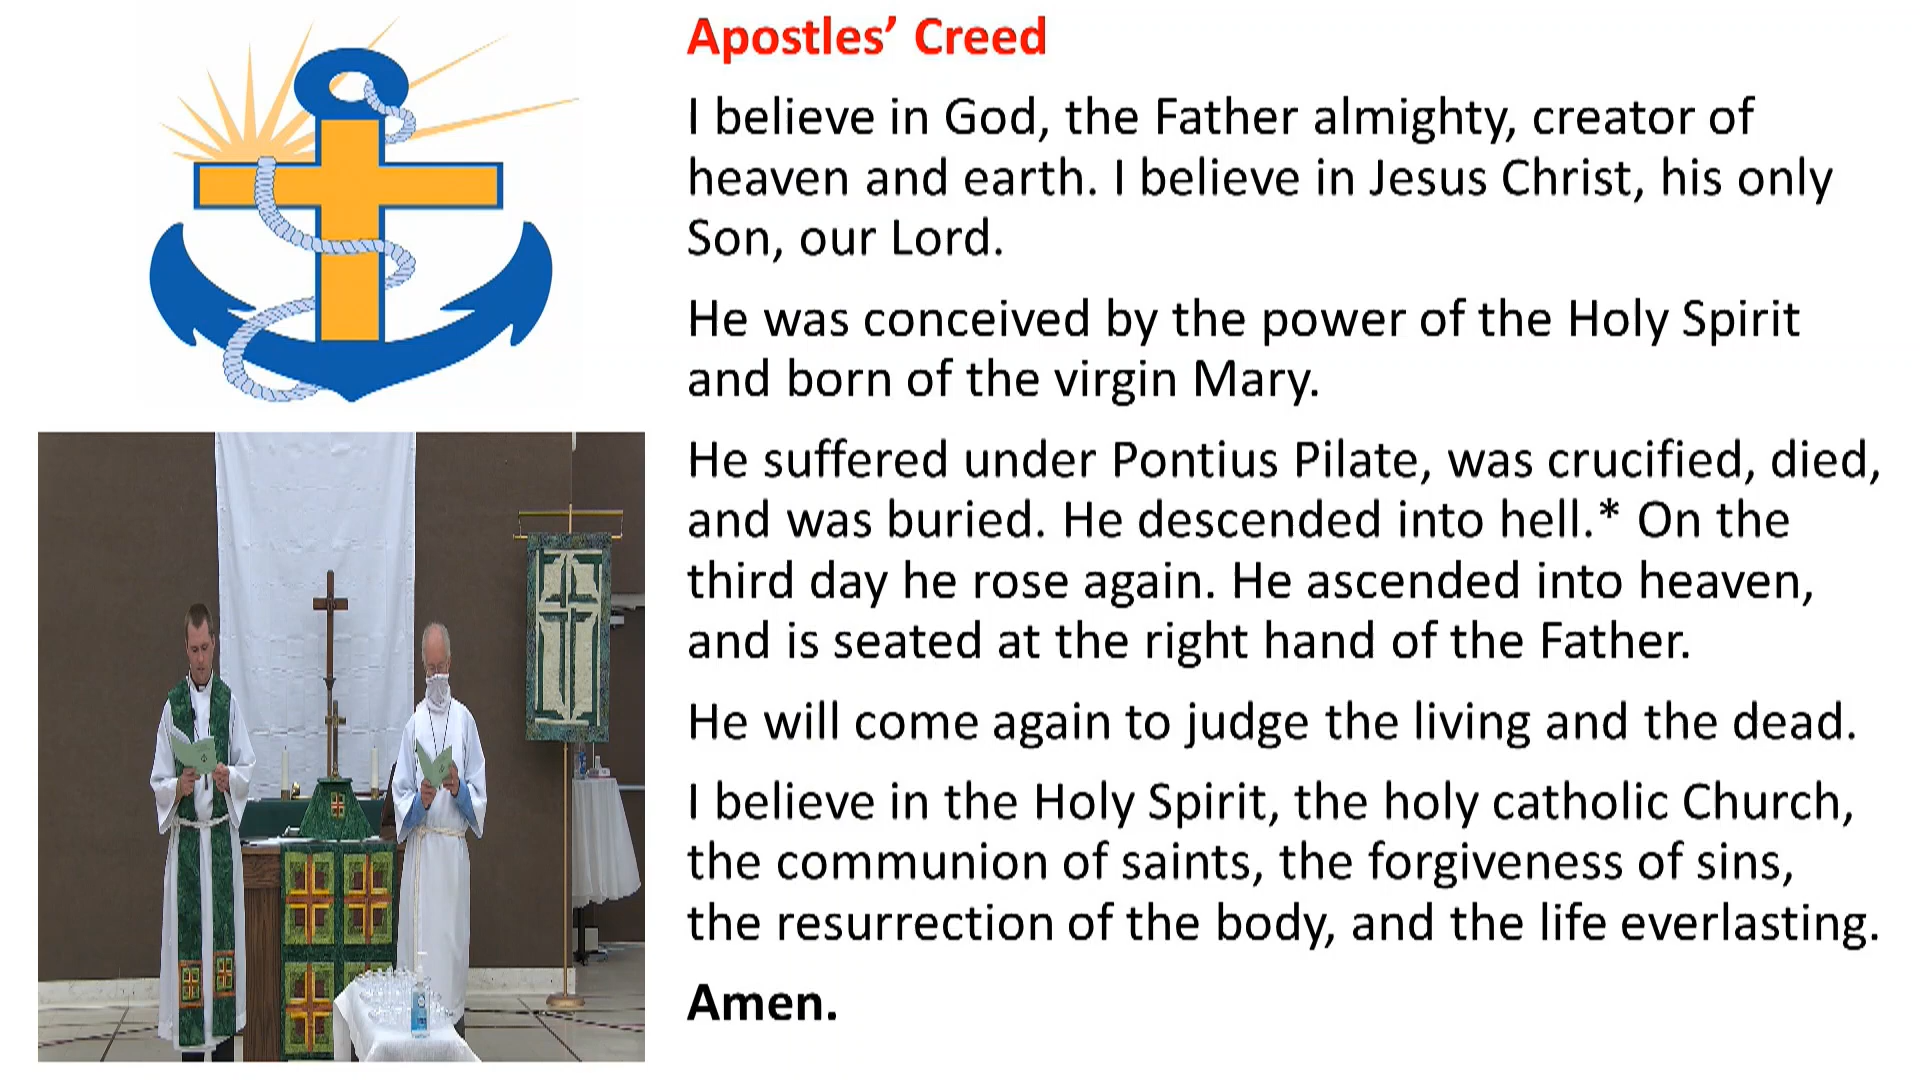 Apostles’ Creed
I believe in God, the Father almighty, creator of
heaven and earth. I believe in Jesus Christ, his only
Son, our Lord.
He was conceived by the power of the Holy Spirit
and born of the virgin Mary.
He suffered under Pontius Pilate, was crucified, died,
and was buried. He descended into hell.* On the
third day he rose again. He ascended into heaven,
and is seated at the right hand of the Father.
He will come again to judge the living and the dead.
I believe in the Holy Spirit, the holy catholic Church,
the communion of saints, the forgiveness of sins,
the resurrection of the body, and the life everlasting.
Amen.